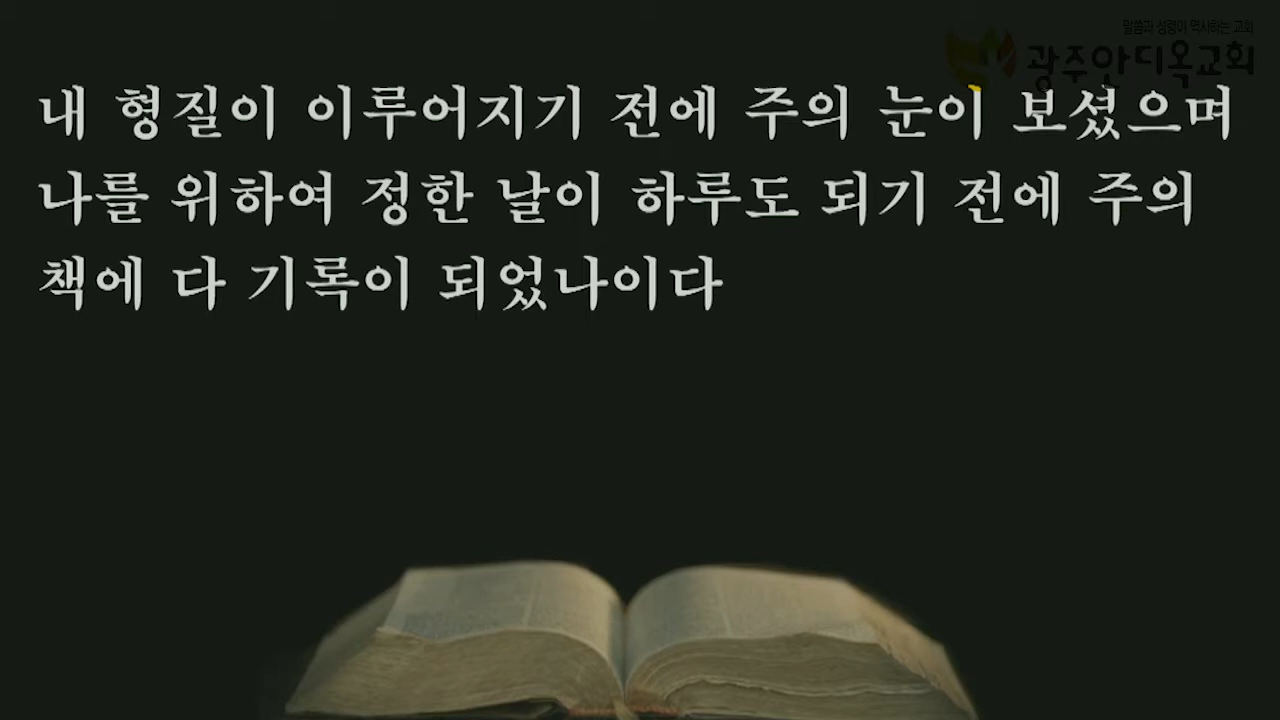 말씀과 성령이 역사하는 교회
광주안디옥교회
내 형질이 이루어지기 전에 주의 눈이 보셨으며
나를 위하여 정한 날이 하루도 되기 전에 주의
책에 다 기록이 되었나이다